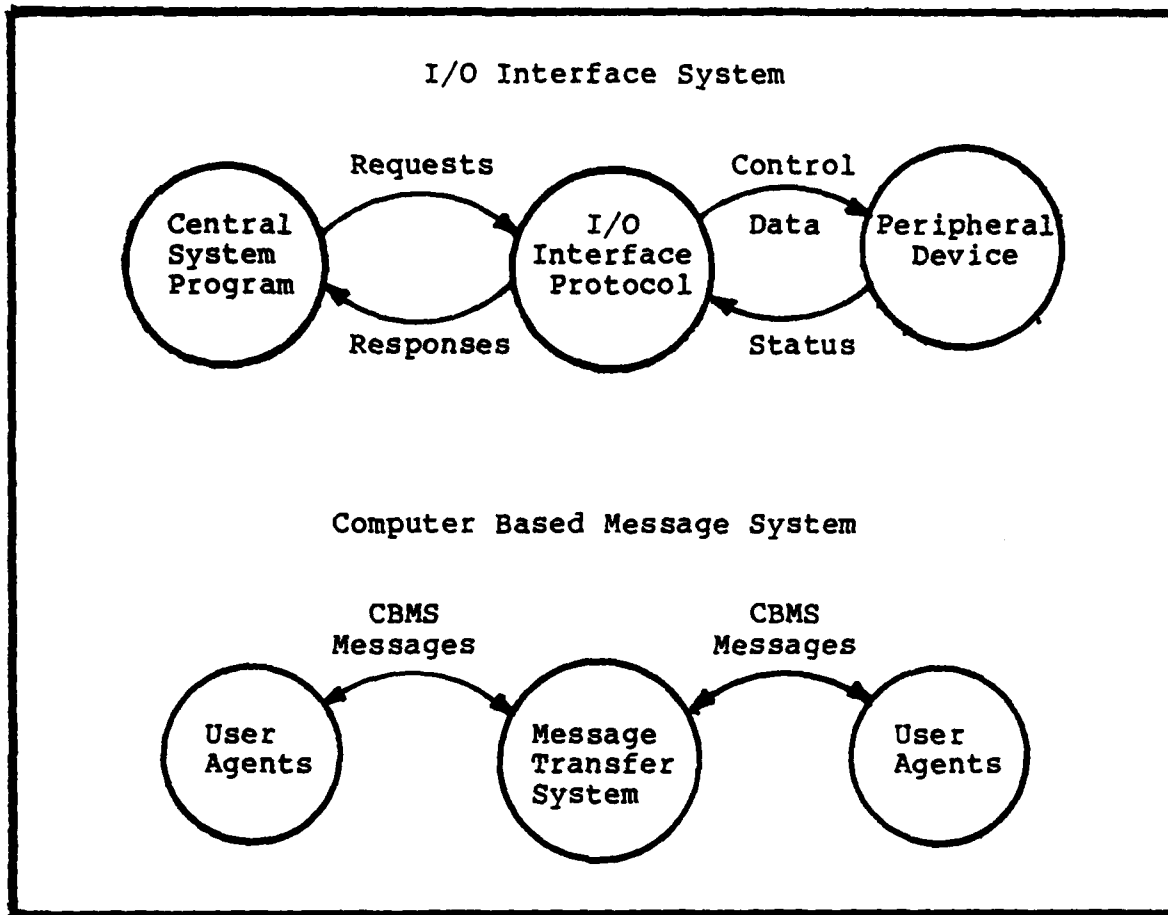 I/O Interface System
Requests
Control
Central
System
Program
I/O
Interface
Protocol
Data
Peripheral
Device
Responses
Status
Computer Based Message System
CBMS
Messages
CBMS
Messages
User
Agents
Message
Transfer
System
User
Agents